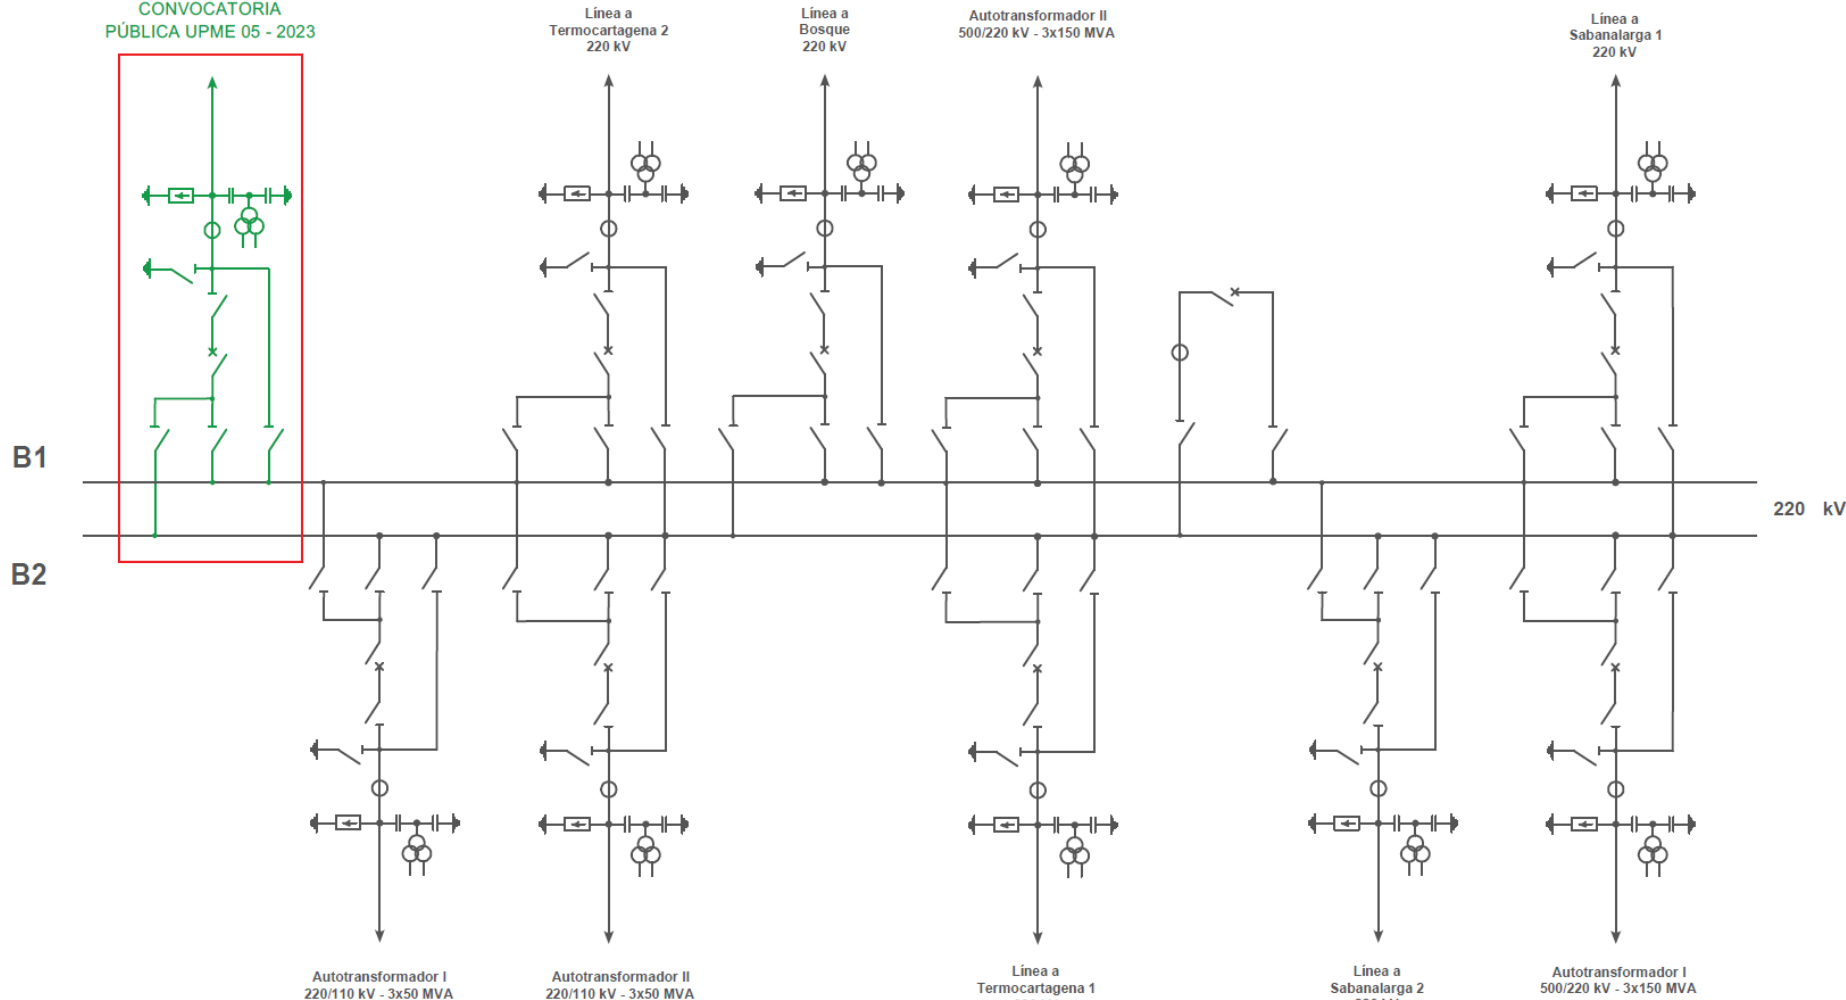 CONVOCATORIA
PÚBLICA UPME 05 - 2023
Línea a
Termocartagena 2
220 kV
Línea a
Bosque
220 kV
Autotransformador II
500/220 kV - 3x150 MVA
Línea a
Sabanalarga 1
220 kV
B1
220 kV
B2
Autotransformador I
220/110 kV - 3x50 MVA
Autotransformador II
220/110 kV - 3x50 MVA
Línea a
Termocartagena 1
Línea a
Sabanalarga 2
Autotransformador I
500/220 kV - 3x150 MVA